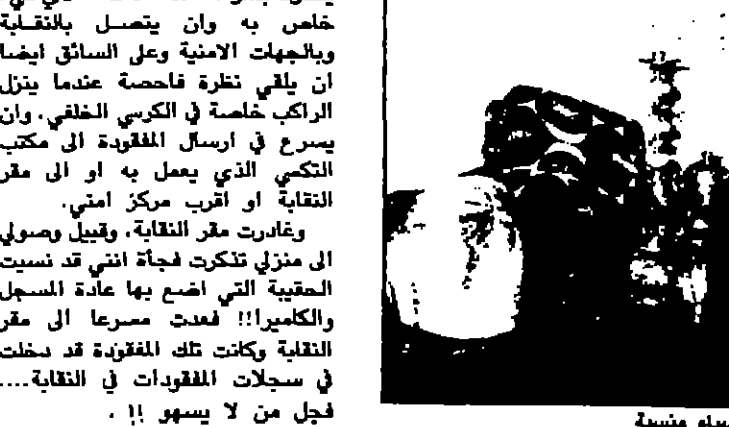 خاص به وان يتصل بالنقابة
وبالجهات الامنية وعلى السائق ايضا
ان يلقي نظرة فاحصة عندما ينزل
الراكب خاصة في الكرسي الخلفي. وان
يسرع في ارسال المفقودة الى مكتب
التكسي الذي يعمل به او الى مقر
النقابة او اقرب مركز امني.
وغادرت مقر النقابة، وقبيل وصولي
الى منزلي تذكرت فجأة انني قد نسيت
الحقيبة التي اضع بها عادة المسجل
والكاميرا!! فعدت مسرعا الى مقر
النقابة وكانت تلك المفقودة قد دخلت
في سجلات المفقودات في النقابة....
فجل من لا يسهو !! .
منسية